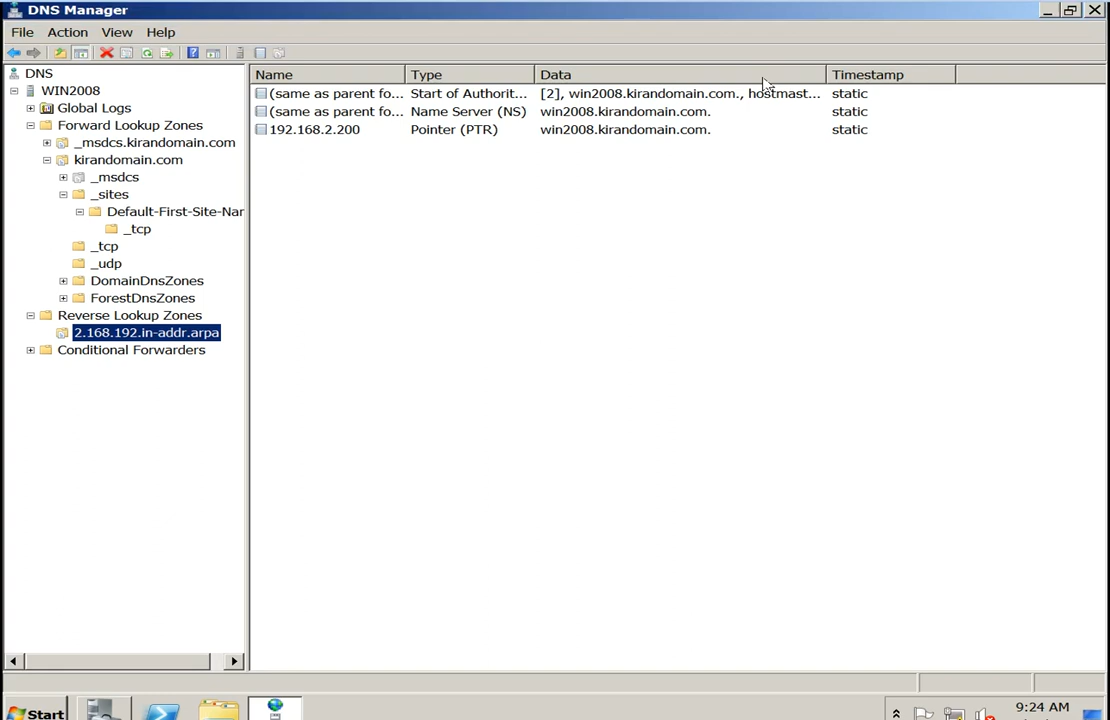 DNS Manager
File Action View Help
Name Type Data Timestamp
(same as parent fo... Start of Authorit... [2], win2008.kirandomain.com., hostmast... static
(same as parent fo... Name Server (NS) win2008.kirandomain.com. static
192.168.2.200 Pointer (PTR) win2008.kirandomain.com. static
DNS
WIN2008
Global Logs
Forward Lookup Zones
_msdcs.kirandomain.com
kirandomain.com
_msdcs
_sites
Default-First-Site-Nar
_tcp
_tcp
_udp
DomainDnsZones
ForestDnsZones
Reverse Lookup Zones
2.168.192.in-addr.arpa
Conditional Forwarders
Start
9:24 AM